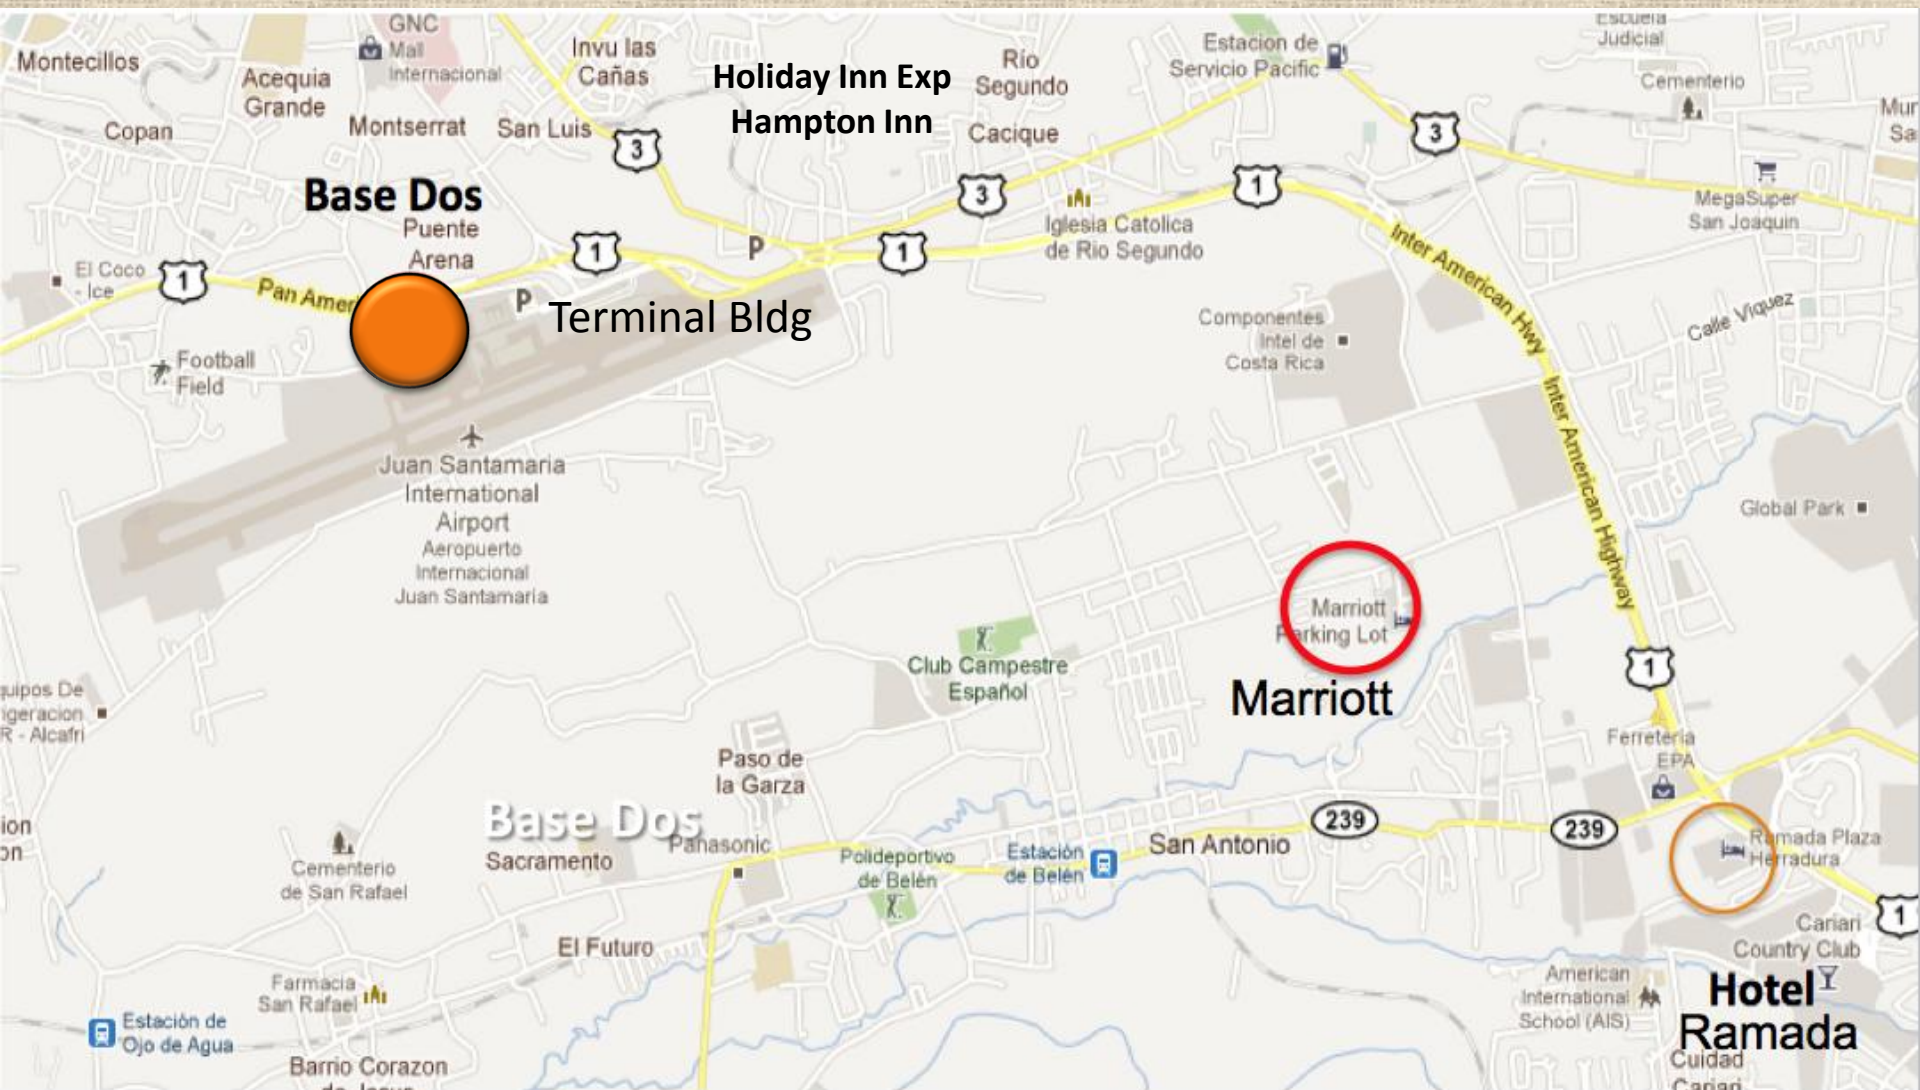 GNC
Mall
Internacional
Montecillos
Acequia
Grande
Invu las
Cañas
Holiday Inn Exp
Hampton Inn
Río
Segundo
Estacion de
Servicio Pacific
Escuela
Judicial
Cementerio
Copan
Montserrat
San Luis
3
Cacique
3
Base Dos
Puente
Arena
3
1
Iglesia Catolica
de Rio Segundo
MegaSuper
San Joaquin
El Coco
- Ice
1
Pan Amer
1
P
1
Inter American Hwy
P
Terminal Bldg
Componentes
Intel de
Costa Rica
Calle Viquez
Football
Field
Inter American Highway
Juan Santamaria
International
Airport
Aeropuerto
Internacional
Juan Santamaría
Global Park
Marriott
Parking Lot
Marriott
Club Campestre
Español
1
R - Alcafri
Ferretería
EPA
Paso de
la Garza
Base Dos
Panasonic
Sacramento
Polideportivo
de Belén
Estación
de Belén
San Antonio
239
239
Ramada Plaza
Herradura
Cementerio
de San Rafael
1
Cariari
Country Club
El Futuro
Farmacia
San Rafael
American
International
School (AIS)
Hotel
Ramada
Estación de
Ojo de Agua
Barrio Corazon
de Jesus
Cuidad
Cariari